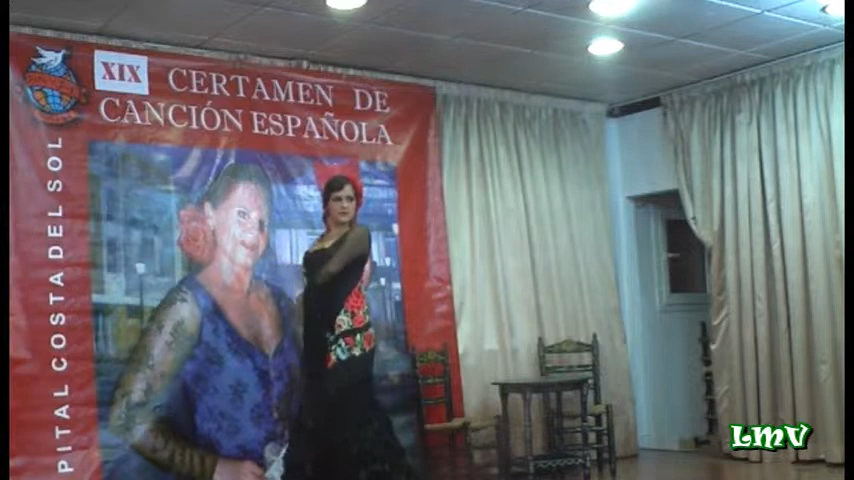 XIX CERTAMEN DE
CANCIÓN ESPAÑOLA
PITAL COSTA DEL SOL
LMV